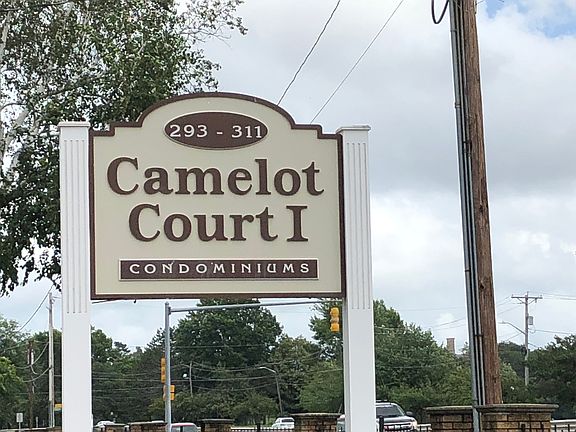 293 - 311
Camelot
Court I
CONDOMINIUMS